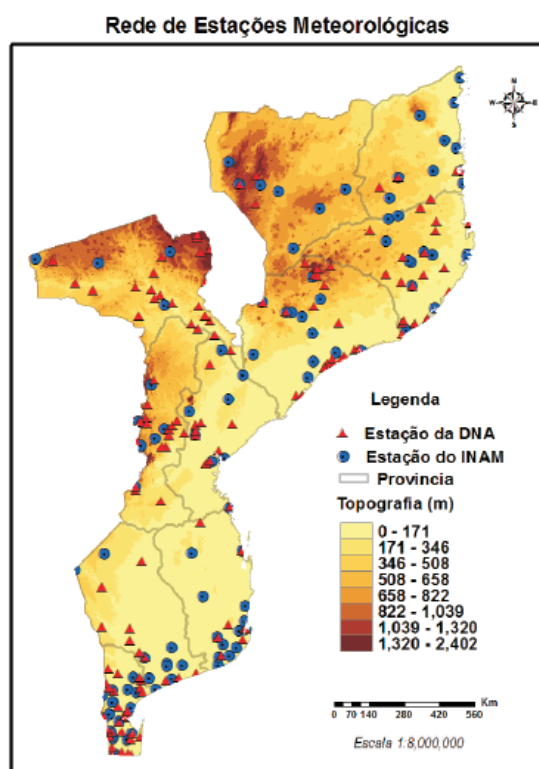 Rede de Estações Meteorológicas
N
W E
S
Legenda
Estação da DNA
Estação do INAM
Provincia
Topografia (m)
0 - 171
171 - 346
346 - 508
508 - 658
658 - 822
822 - 1,039
1,039 - 1,320
1,320 - 2,402
Km
0 70 140 280 420 560
Escala 1:8,000,000